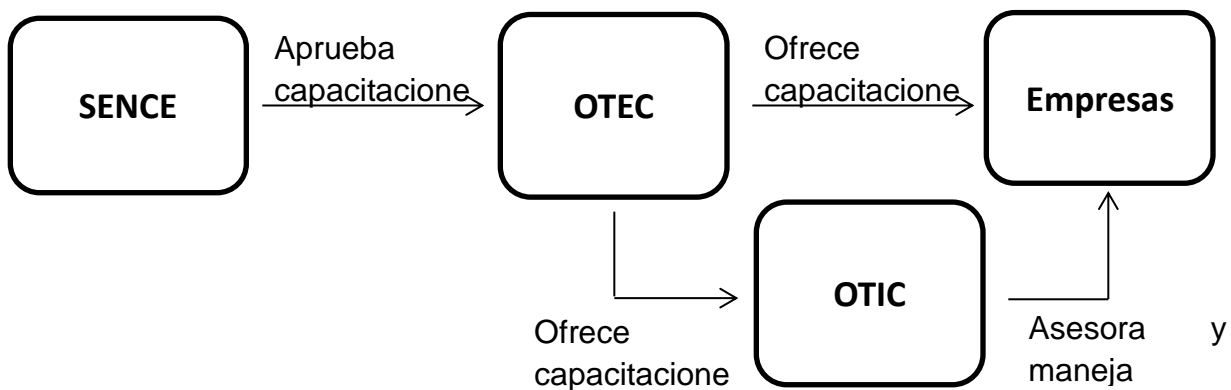 SENCE
Aprueba
capacitacione
OTEC
Ofrece
capacitacione
Empresas
Ofrece
capacitacione
OTIC
Asesora y
maneja